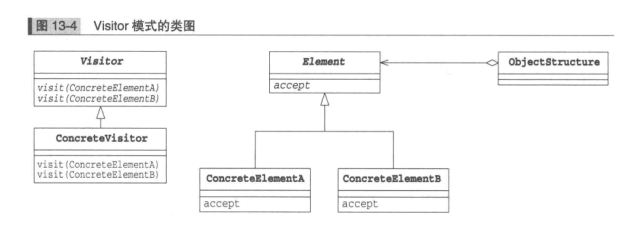 图 13-4 Visitor 模式的类图
Visitor
visit(ConcreteElementA)
visit(ConcreteElementB)
ConcreteVisitor
visit(ConcreteElementA)
visit(ConcreteElementB)
Element
accept
ObjectStructure
ConcreteElementA
accept
ConcreteElementB
accept